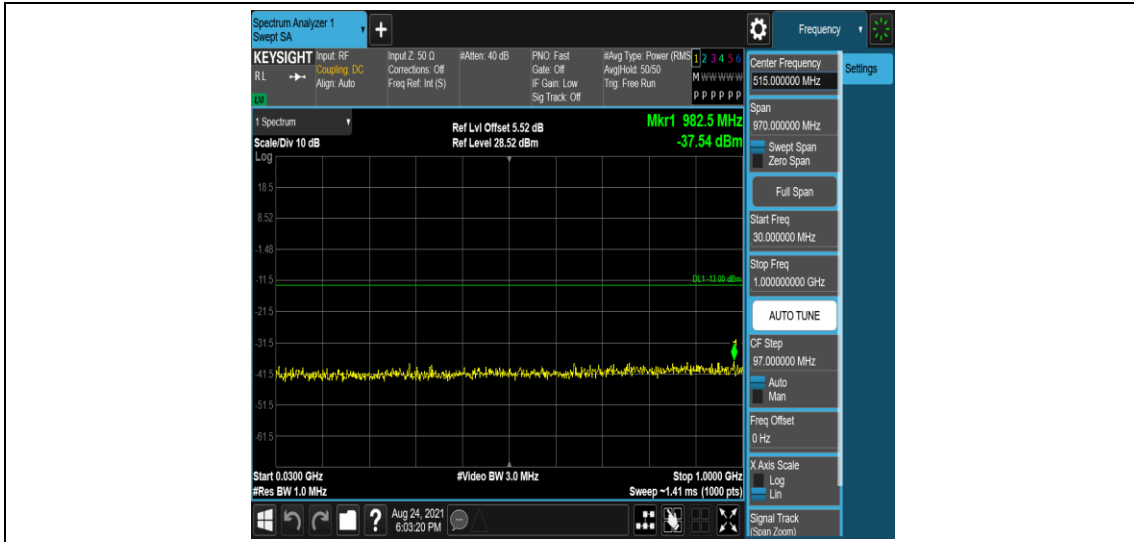 Spectrum Analyzer 1
Swept SA
+
Frequency
KEYSIGHT
RL
Input: RF
Coupling: DC
Align: Auto
Input Z: 50 Ω
Corrections: Off
Freq Ref: Int (S)
#Atten: 40 dB
PNO: Fast
Gate: Off
IF Gain: Low
Sig Track: Off
#Avg Type: Power (RMS
Avg|Hold: 50/50
Trig: Free Run
1 2 3 4 5 6
M W W W W W
P P P P P P
1 Spectrum
Scale/Div 10 dB
Log
Ref Lvl Offset 5.52 dB
Ref Level 28.52 dBm
Mkr1 982.5 MHz
-37.54 dBm
18.5
8.52
-1.48
-11.5
-21.5
-31.5
-41.5
-51.5
-61.5
DL1 -13.00 dBm
1
Start 0.0300 GHz
#Res BW 1.0 MHz
#Video BW 3.0 MHz
Stop 1.0000 GHz
Sweep ~1.41 ms (1000 pts)
?
Aug 24, 2021
6:03:20 PM
Center Frequency
515.000000 MHz
Settings
Span
970.000000 MHz
Swept Span
Zero Span
Full Span
Start Freq
30.000000 MHz
Stop Freq
1.000000000 GHz
AUTO TUNE
CF Step
97.000000 MHz
Auto
Man
Freq Offset
0 Hz
X Axis Scale
Log
Lin
Signal Track
(Span Zoom)